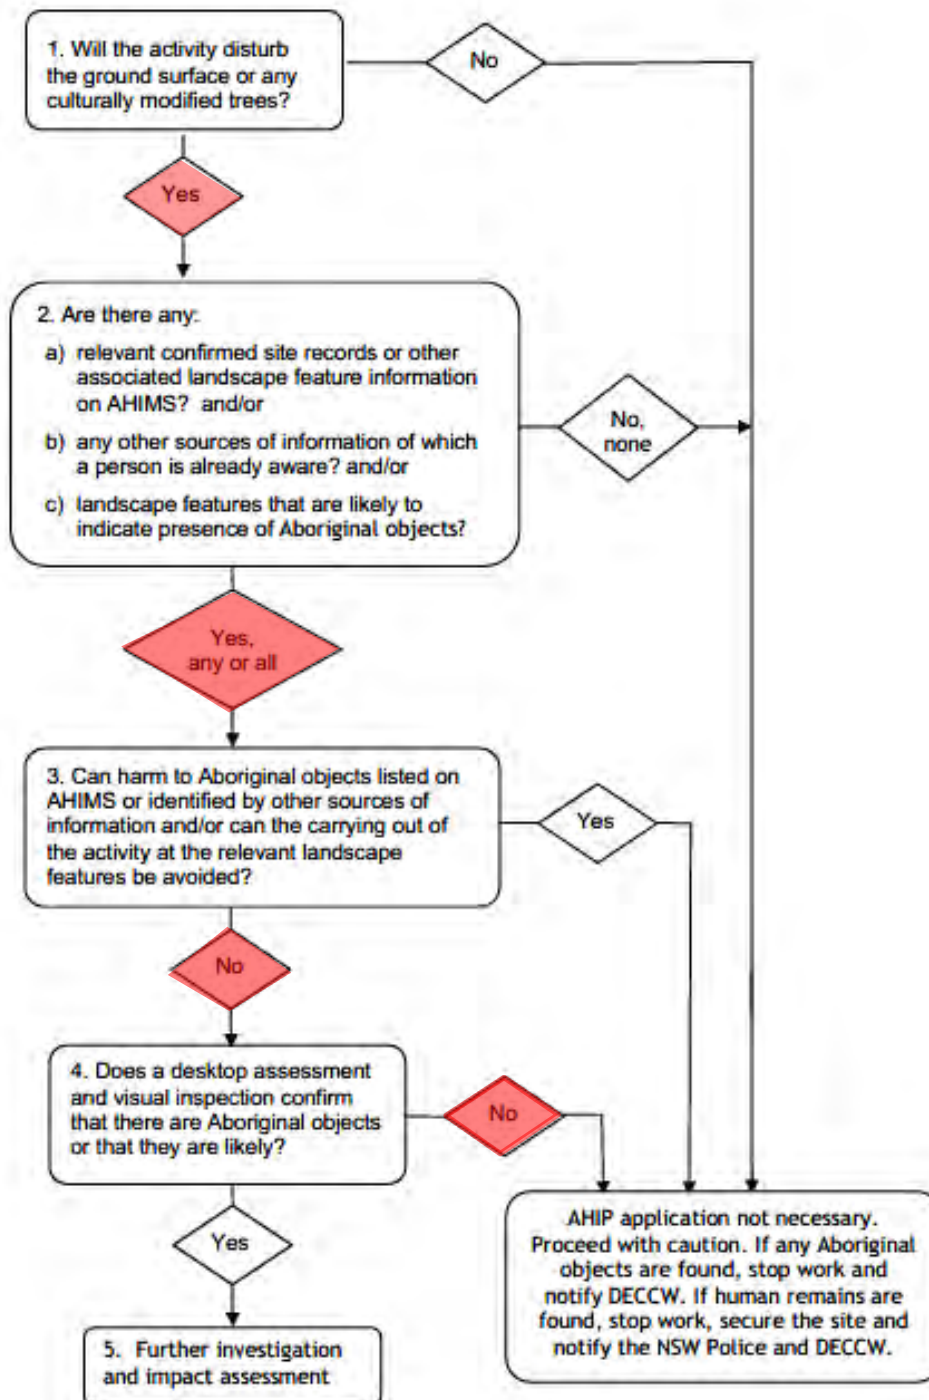 1. Will the activity disturb
the ground surface or any
culturally modified trees?
No
Yes
2. Are there any:
a) relevant confirmed site records or other
associated landscape feature information
on AHIMS? and/or
b) any other sources of information of which
a person is already aware? and/or
c) landscape features that are likely to
indicate presence of Aboriginal objects?
No,
none
Yes,
any or all
3. Can harm to Aboriginal objects listed on
AHIMS or identified by other sources of
information and/or can the carrying out of
the activity at the relevant landscape
features be avoided?
Yes
No
4. Does a desktop assessment
and visual inspection confirm
that there are Aboriginal objects
or that they are likely?
No
Yes
AHIP application not necessary.
Proceed with caution. If any Aboriginal
objects are found, stop work and
notify DECCW. If human remains are
found, stop work, secure the site and
notify the NSW Police and DECCW.
5. Further investigation
and impact assessment